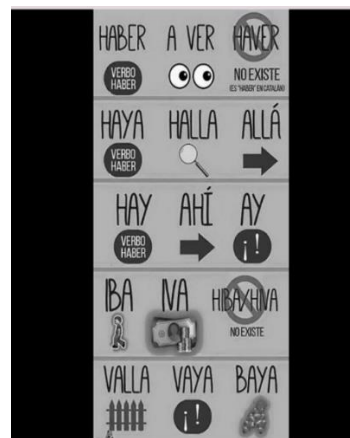 HABER A VER HAVER
VERBO HABER
NO EXISTE
(ES "HABER" EN CATALÁN)
HAYA HALLA ALLÁ
VERBO HABER
HAY AHÍ AY
VERBO HABER
¡!
IBA IVA HIBA/HIVA
NO EXISTE
VALLA VAYA BAYA
¡!